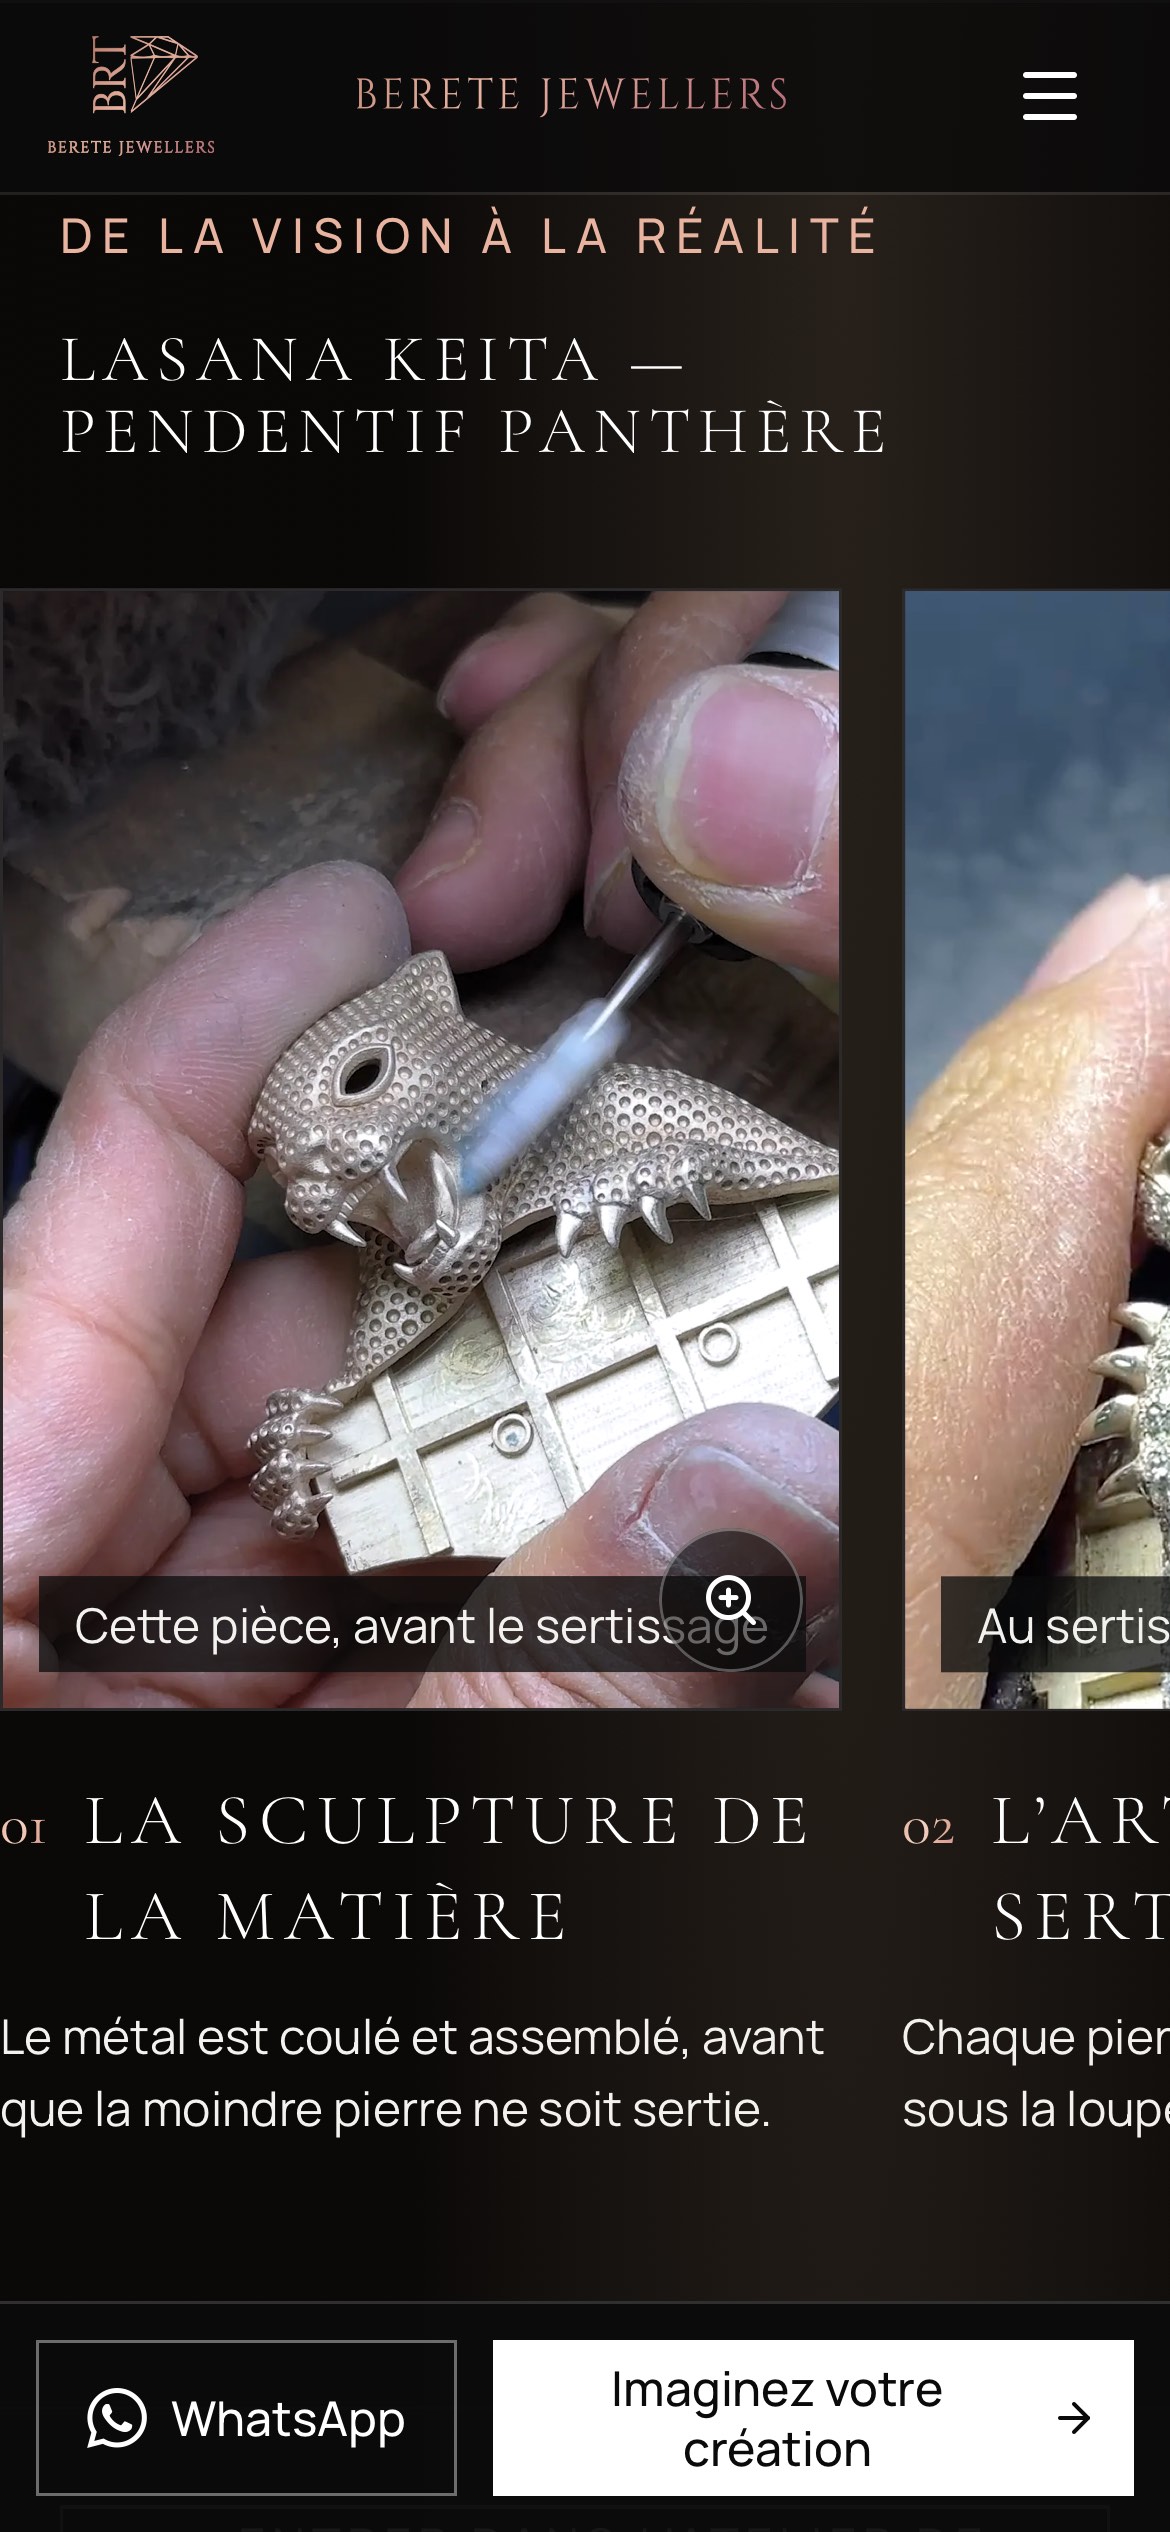 BRT
BERETE JEWELLERS
BERETE JEWELLERS
DE LA VISION À LA RÉALITÉ
LASANA KEITA —
PENDENTIF PANTHÈRE
Cette pièce, avant le sertissage
Au sertis
01 LA SCULPTURE DE
LA MATIÈRE
Le métal est coulé et assemblé, avant
que la moindre pierre ne soit sertie.
02 L’ART
SERT
Chaque pier
sous la loupe
WhatsApp
Imaginez votre
création